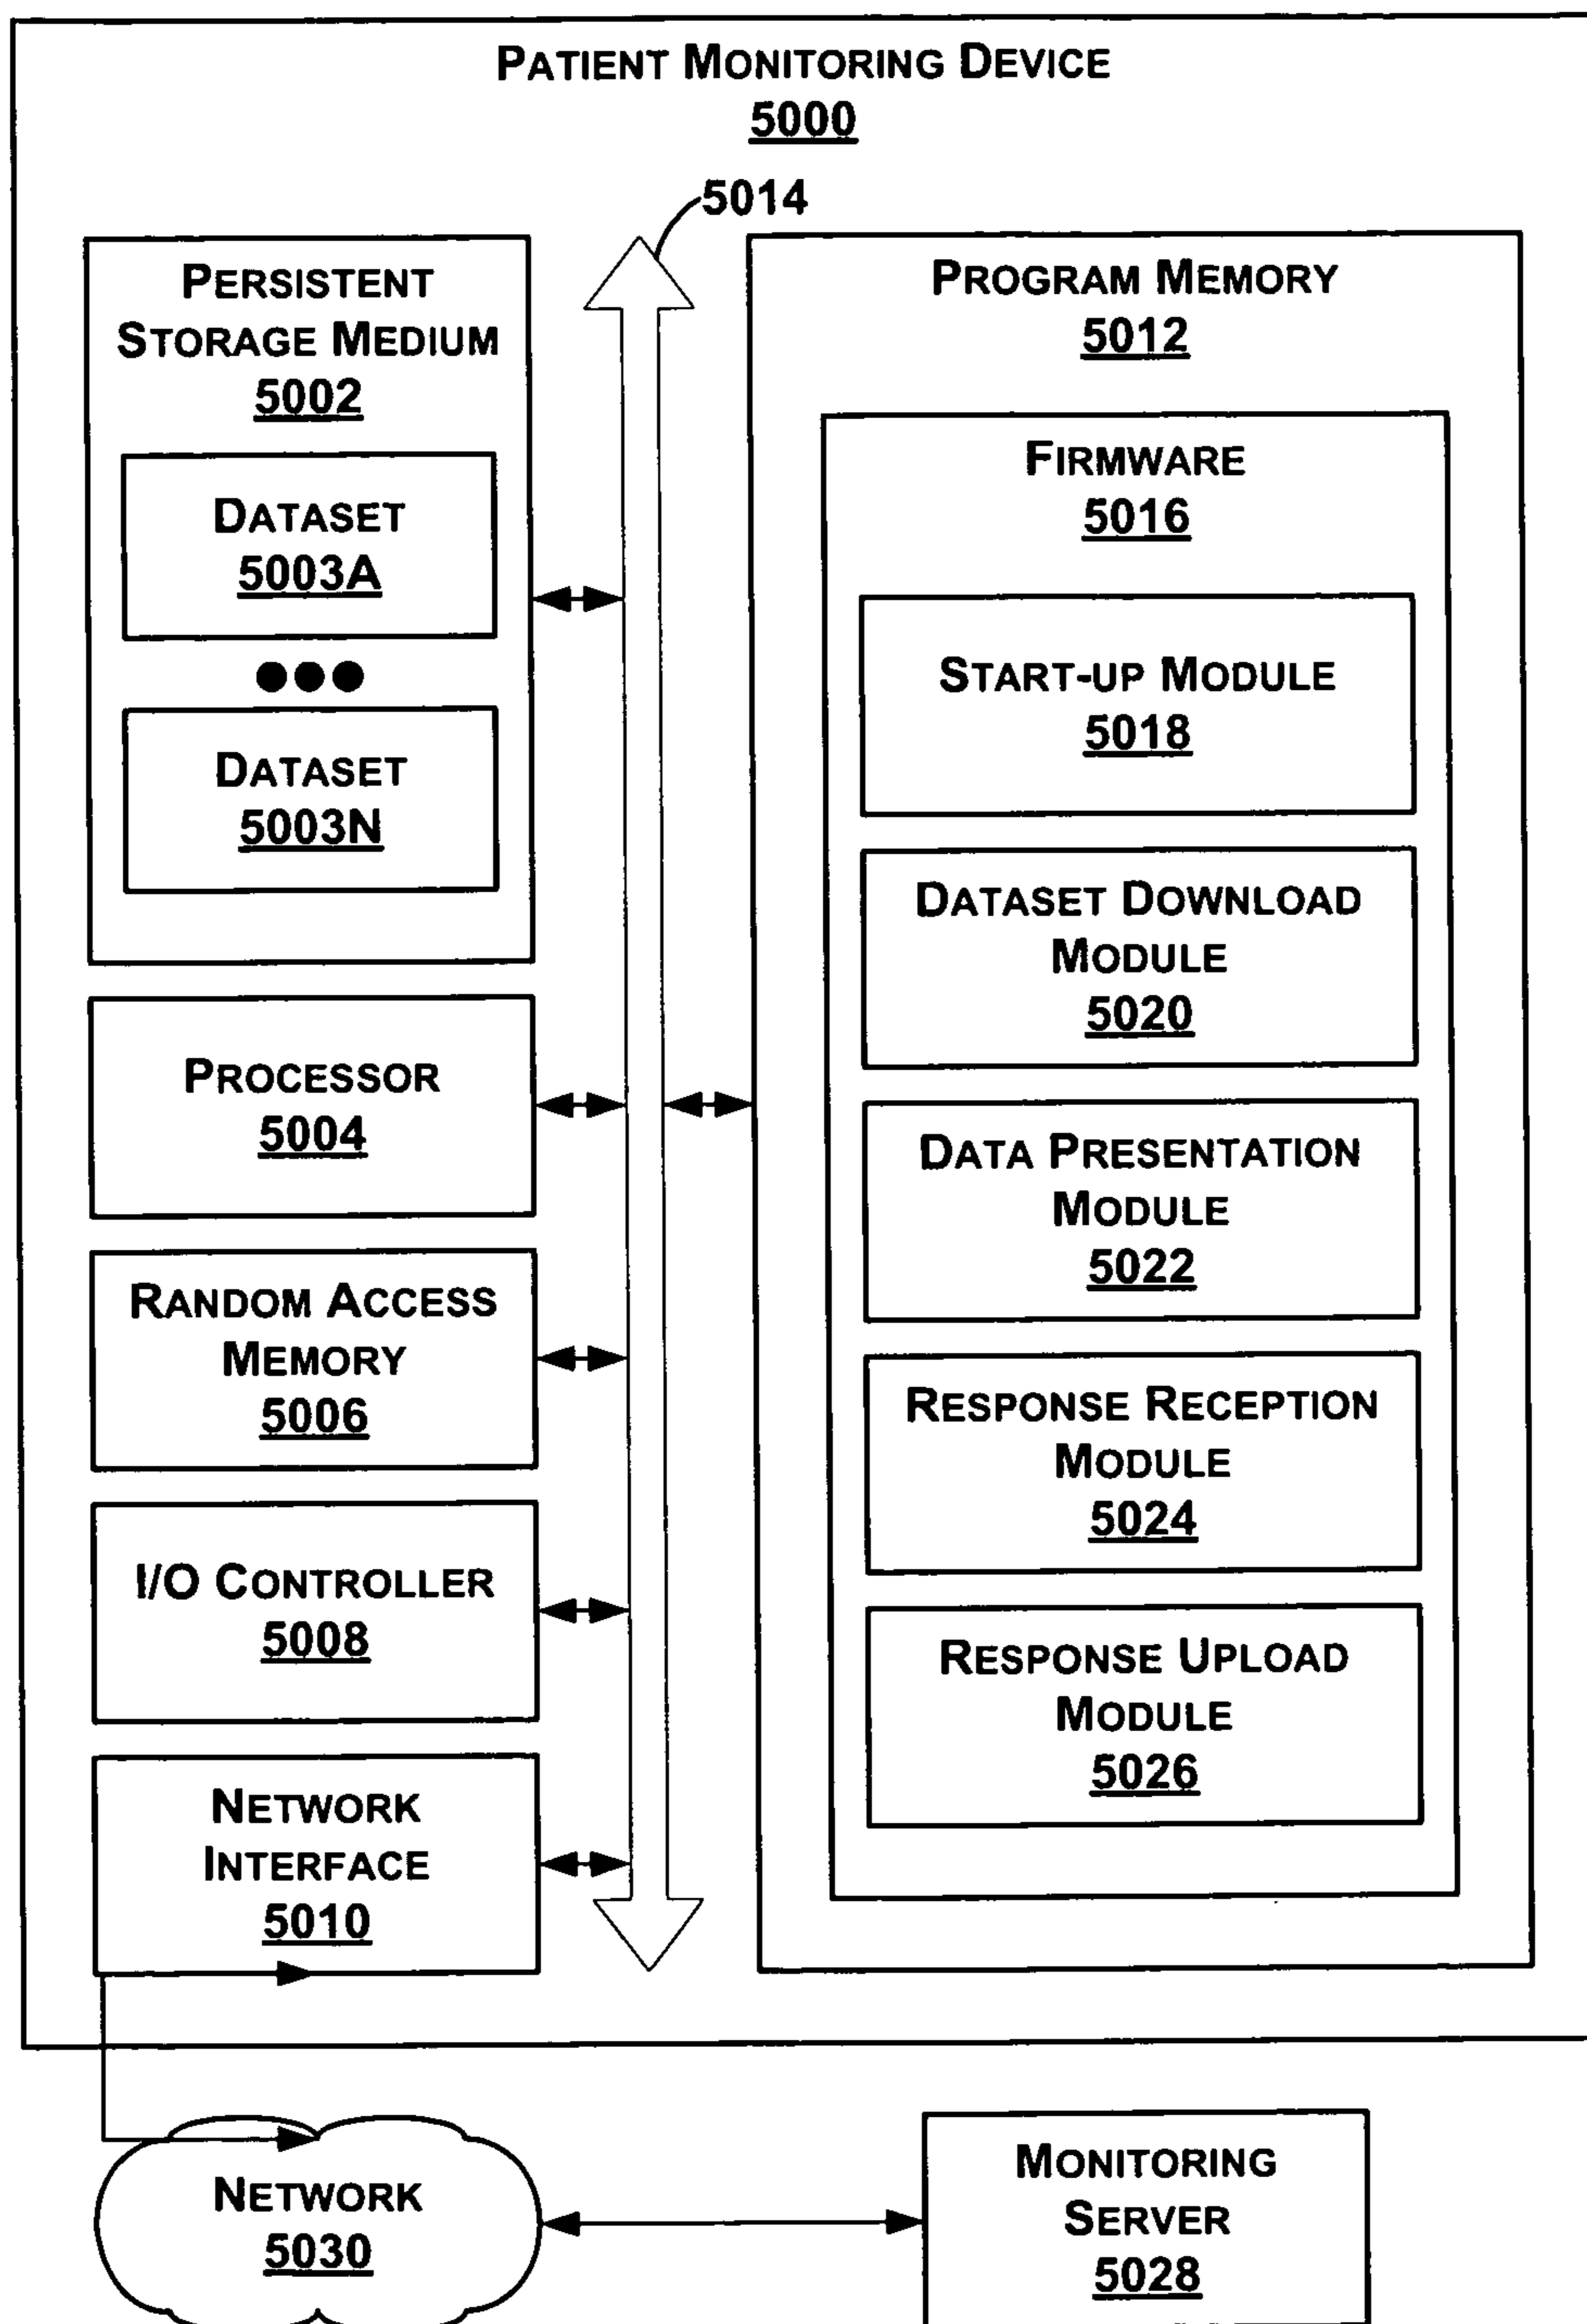 PATIENT MONITORING DEVICE
5000
5014
PERSISTENT
STORAGE MEDIUM
5002
DATASET
5003A
DATASET
5003N
PROCESSOR
5004
RANDOM ACCESS
MEMORY
5006
I/O CONTROLLER
5008
NETWORK
INTERFACE
5010
PROGRAM MEMORY
5012
FIRMWARE
5016
START-UP MODULE
5018
DATASET DOWNLOAD
MODULE
5020
DATA PRESENTATION
MODULE
5022
RESPONSE RECEPTION
MODULE
5024
RESPONSE UPLOAD
MODULE
5026
NETWORK
5030
MONITORING
SERVER
5028